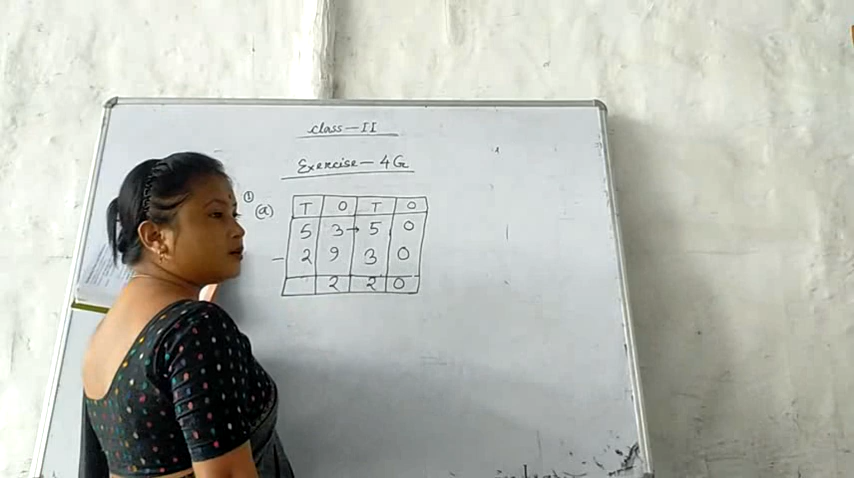 class - II
Exercise - 4G
① (a) T O T O
5 3 → 5 0
- 2 9 3 0
2 2 0